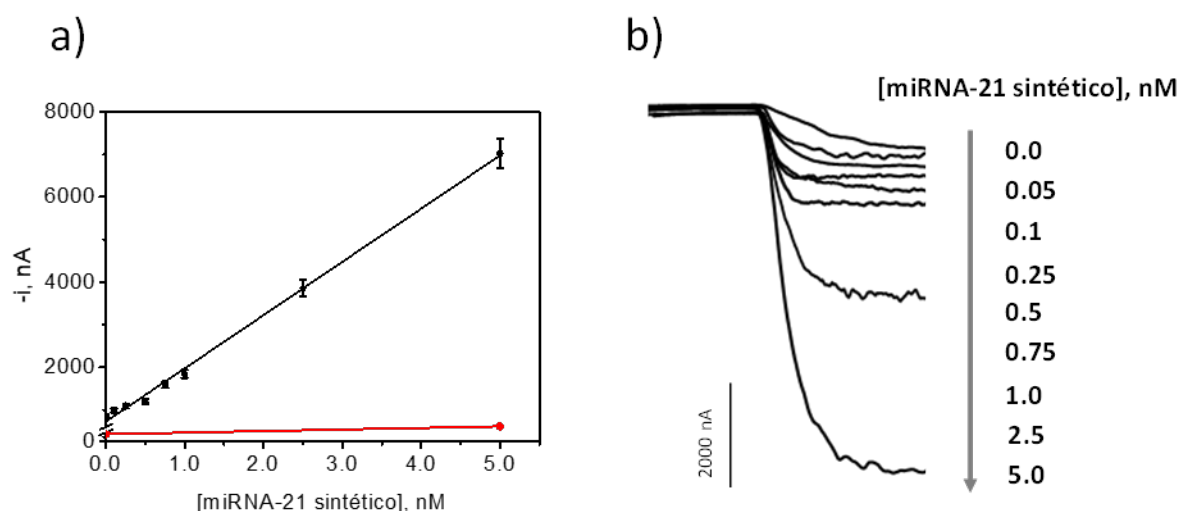 a)
8000
6000
4000
2000
0
-i, nA
0.0 1.0 2.0 3.0 4.0 5.0
[miRNA-21 sintético], nM
b)
[miRNA-21 sintético], nM
0.0
0.05
0.1
0.25
0.5
0.75
1.0
2.5
5.0
2000 nA